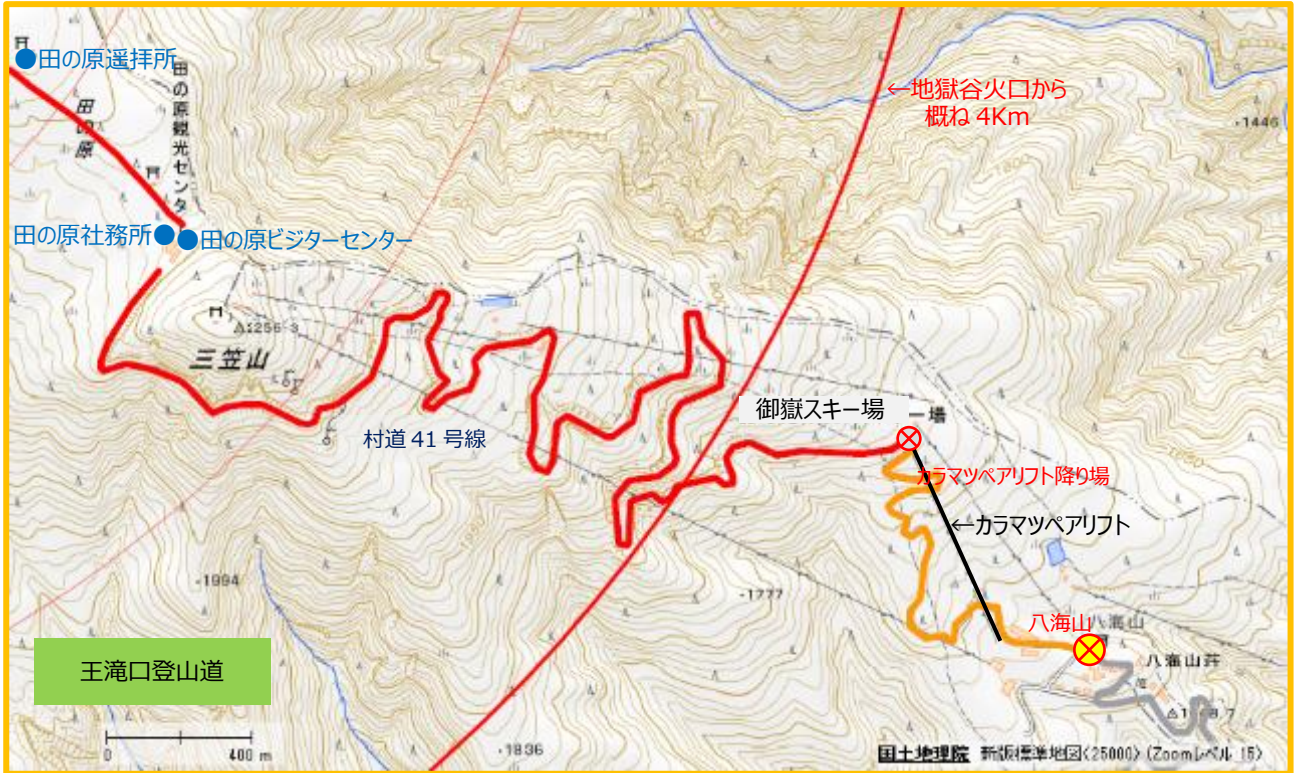 田の原遥拝所
田の原
田の原観光センタ
←地獄谷火口から
概ね 4Km
・1446
田の原社務所
田の原ビジターセンター
三笠山
村道 41 号線
御嶽スキー場
場
カラマツペアリフト降り場
←カラマツペアリフト
・1994
・1777
八海山
八海山
八海山荘
王滝口登山道
0
400 m
・1836
国土地理院 新版標準地図(25000) (Zoomレベル 15)